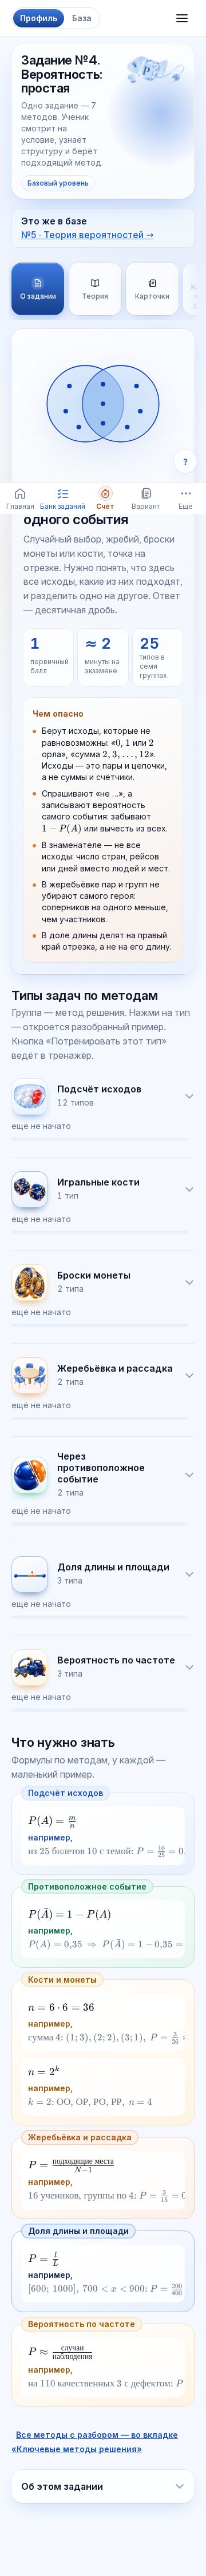 Профиль
База
Задание №4.
Вероятность:
простая
Одно задание — 7
методов. Ученик
смотрит на
условие, узнаёт
структуру и берёт
подходящий метод.
Базовый уровень
Это же в базе
№5 · Теория вероятностей →
О задании
Теория
Карточки
?
Главная
Банк заданий
Счёт
Вариант
Ещё
одного события
Случайный выбор, жребий, броски
монеты или кости, точка на
отрезке. Нужно понять, что здесь
все исходы, какие из них подходят,
и разделить одно на другое. Ответ
— десятичная дробь.
1
первичный
балл
≈ 2
минуты на
экзамене
25
типов в
семи
группах
Чем опасно
Берут исходы, которые не
равновозможны: «0, 1 или 2
орла», «сумма 2, 3, . . . , 12».
Исходы — это пары и цепочки,
а не суммы и счётчики.
Спрашивают «не …», а
записывают вероятность
самого события: забывают
1 − P(A) или вычесть из всех.
В знаменателе — не все
исходы: число стран, рейсов
или дней вместо людей и мест.
В жеребьёвке пар и групп не
убирают самого героя:
соперников на одного меньше,
чем участников.
В доле длины делят на правый
край отрезка, а не на его длину.
Типы задач по методам
Группа — метод решения. Нажми на тип
— откроется разобранный пример.
Кнопка «Потренировать этот тип»
ведёт в тренажёр.
Подсчёт исходов
12 типов
ещё не начато
Игральные кости
1 тип
ещё не начато
Броски монеты
2 типа
ещё не начато
Жеребьёвка и рассадка
2 типа
ещё не начато
Через
противоположное
событие
2 типа
ещё не начато
Доля длины и площади
3 типа
ещё не начато
Вероятность по частоте
3 типа
ещё не начато
Что нужно знать
Формулы по методам, у каждой —
маленький пример.
Подсчёт исходов
P(A) = m/n
например,
из 25 билетов 10 с темой: P = 10/25 = 0,
Противоположное событие
P(Ā) = 1 − P(A)
например,
P(A) = 0,35 ⇒ P(Ā) = 1 − 0,35 =
Кости и монеты
n = 6 · 6 = 36
например,
сумма 4: (1; 3), (2; 2), (3; 1), P = 3/36
n = 2^k
например,
k = 2: ОО, ОР, РО, РР, n = 4
Жеребьёвка и рассадка
P = подходящие места/N−1
например,
16 учеников, группы по 4: P = 3/15 = 0
Доля длины и площади
P = l/L
например,
[600; 1000], 700 < x < 900: P = 200/400
Вероятность по частоте
P ≈ случаи/наблюдения
например,
на 110 качественных 3 с дефектом: P
Все методы с разбором — во вкладке
«Ключевые методы решения»
Об этом задании